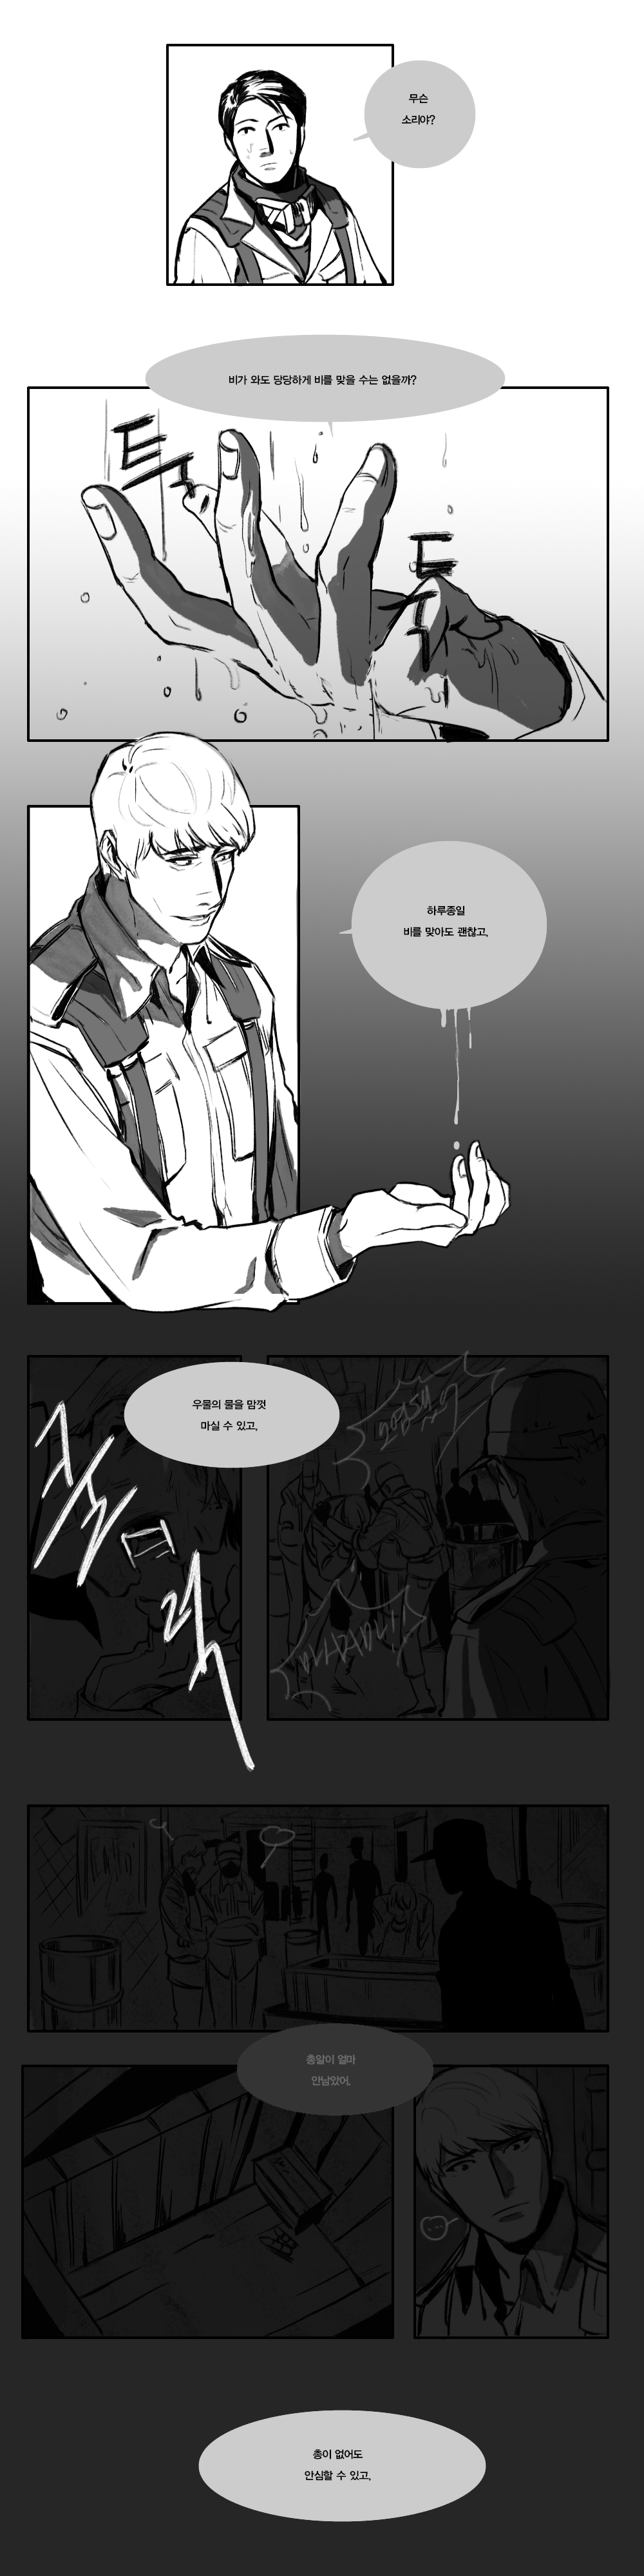 무슨
소리야?
비가 와도 당당하게 비를 맞을 수는 없을까?
투
툭
하루종일
비를 맞아도 괜찮고,
우물의 물을 맘껏
마실 수 있고,
총알이 얼마
안남았어.
...
총이 없어도
안심할 수 있고,